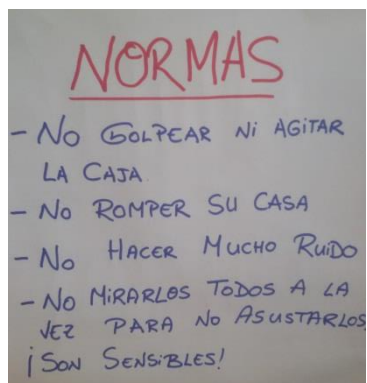 NORMAS
- No GOLPEAR Ni AGITAR
LA CAJA
- No ROMPER SU CASA
- No HACER MUCHO RUiDO
- No MiRARLOS TODOS A LA
VEZ PARA No ASUSTARLOS
¡SON SENSiBLES!